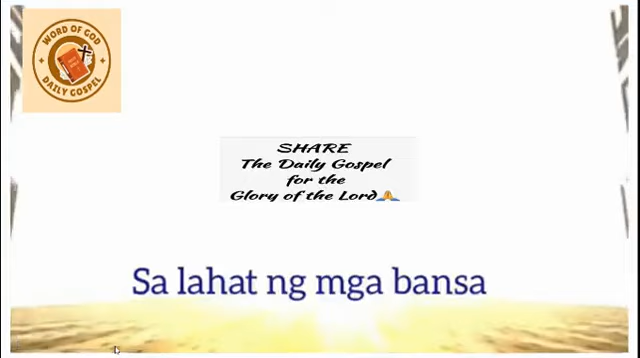 WORD OF GOD
DAILY GOSPEL
SHARE
The Daily Gospel
for the
Glory of the Lord🙏
Sa lahat ng mga bansa